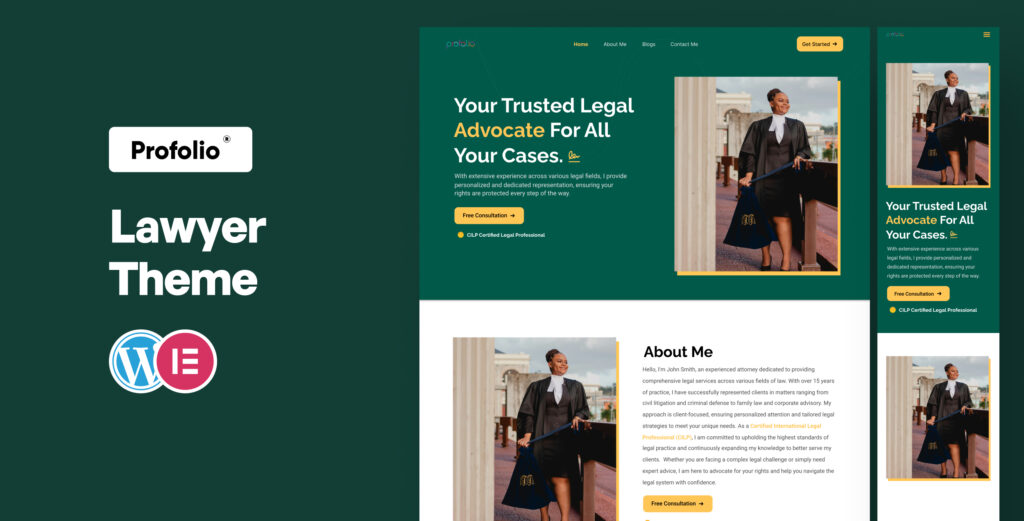 Profolio®
Lawyer
Theme
profolio
Home
About Me
Blogs
Contact Me
Get Started →
Your Trusted Legal
Advocate For All
Your Cases.
With extensive experience across various legal fields, I provide
personalized and dedicated representation, ensuring your
rights are protected every step of the way.
Free Consultation →
CILP Certified Legal Professional
About Me
Hello, I'm John Smith, an experienced attorney dedicated to providing
comprehensive legal services across various fields of law. With over 15 years
of practice, I have successfully represented clients in matters ranging from
civil litigation and criminal defense to family law and corporate advisory. My
approach is client-focused, ensuring personalized attention and tailored legal
strategies to meet your unique needs. As a Certified International Legal
Professional (CILP), I am committed to upholding the highest standards of
legal practice and continuously expanding my knowledge to better serve my
clients. Whether you are facing a complex legal challenge or simply need
expert advice, I am here to advocate for your rights and help you navigate the
legal system with confidence.
Free Consultation →
Your Trusted Legal
Advocate For All
Your Cases.
With extensive experience across various
legal fields, I provide personalized and
dedicated representation, ensuring your
rights are protected every step of the way.
Free Consultation →
CILP Certified Legal Professional